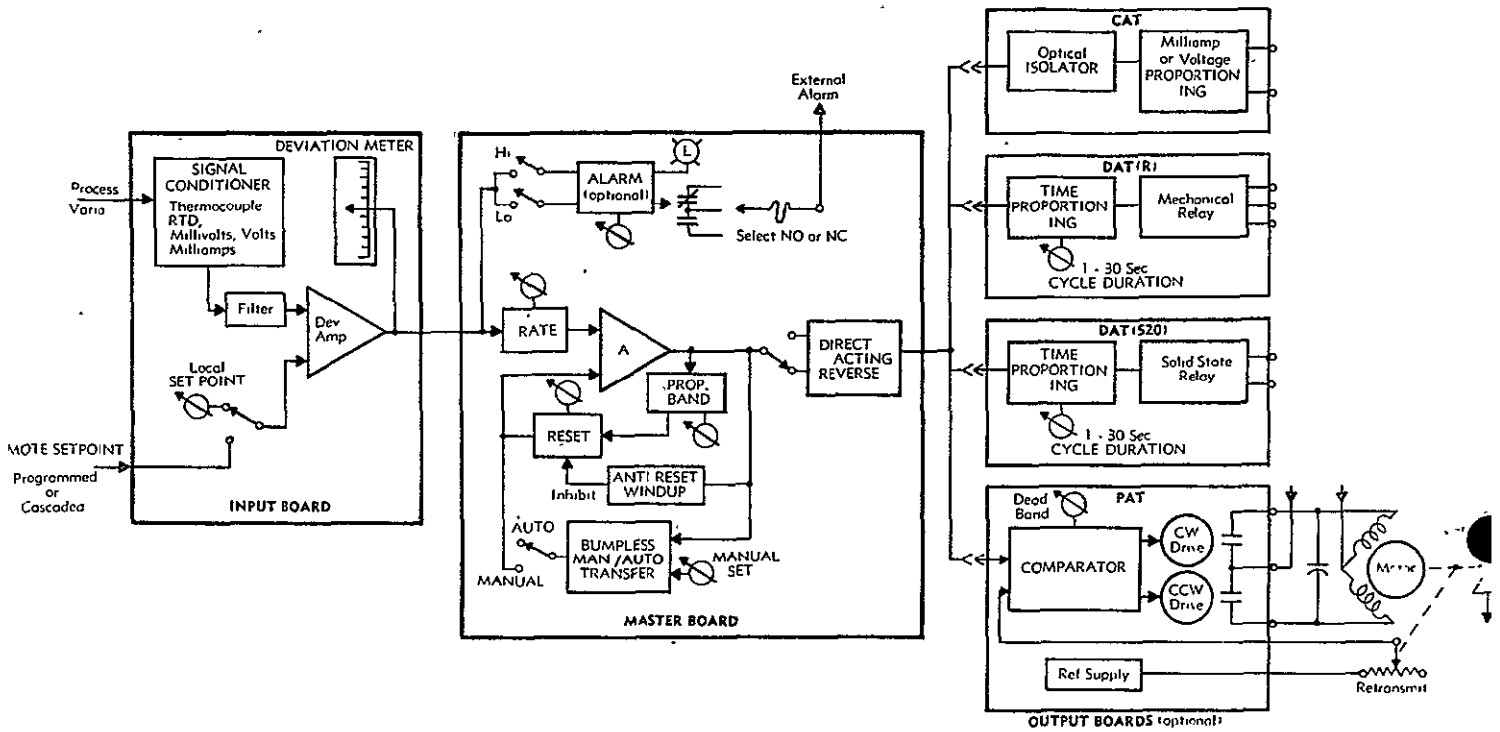 DEVIATION METER
SIGNAL
CONDITIONER
Thermocouple
RTD,
Millivolts, Volts
Milliamps
Process
Varia
Filter
Dev
Amp
Local
SET POINT
MOTE SETPOINT
Programmed
or
Cascaded
INPUT BOARD
External
Alarm
Hi
Lo
ALARM
(optional)
L
Select NO or NC
RATE
A
PROP.
BAND
RESET
Inhibit
ANTI RESET
WINDUP
AUTO
MANUAL
BUMPLESS
MAN/AUTO
TRANSFER
MANUAL
SET
DIRECT
ACTING
REVERSE
MASTER BOARD
CAT
Optical
ISOLATOR
Milliamp
or Voltage
PROPORTION
ING
DAT(R)
TIME
PROPORTION
ING
Mechanical
Relay
1 - 30 Sec
CYCLE DURATION
DAT(S20)
TIME
PROPORTION
ING
Solid State
Relay
1 - 30 Sec
CYCLE DURATION
PAT
Dead
Band
COMPARATOR
CW
Drive
CCW
Drive
Ref Supply
Retransmit
OUTPUT BOARDS (optional)